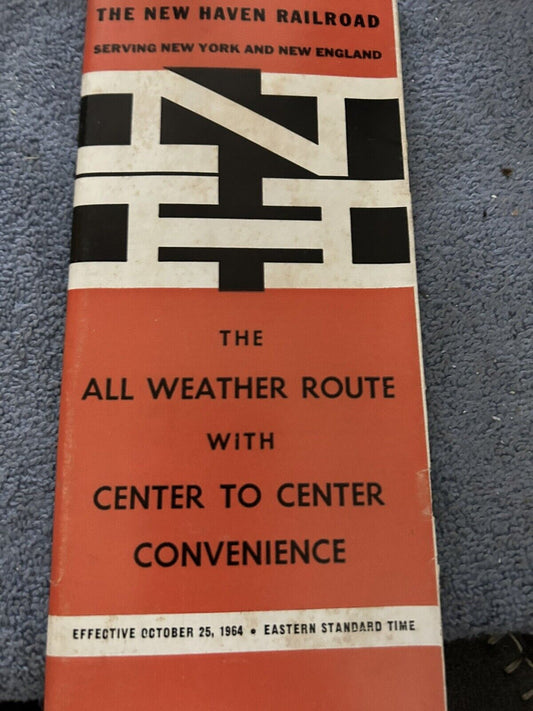 THE NEW HAVEN RAILROAD
SERVING NEW YORK AND NEW ENGLAND
N
H
THE
ALL WEATHER ROUTE
WITH
CENTER TO CENTER
CONVENIENCE
EFFECTIVE OCTOBER 25, 1964 • EASTERN STANDARD TIME